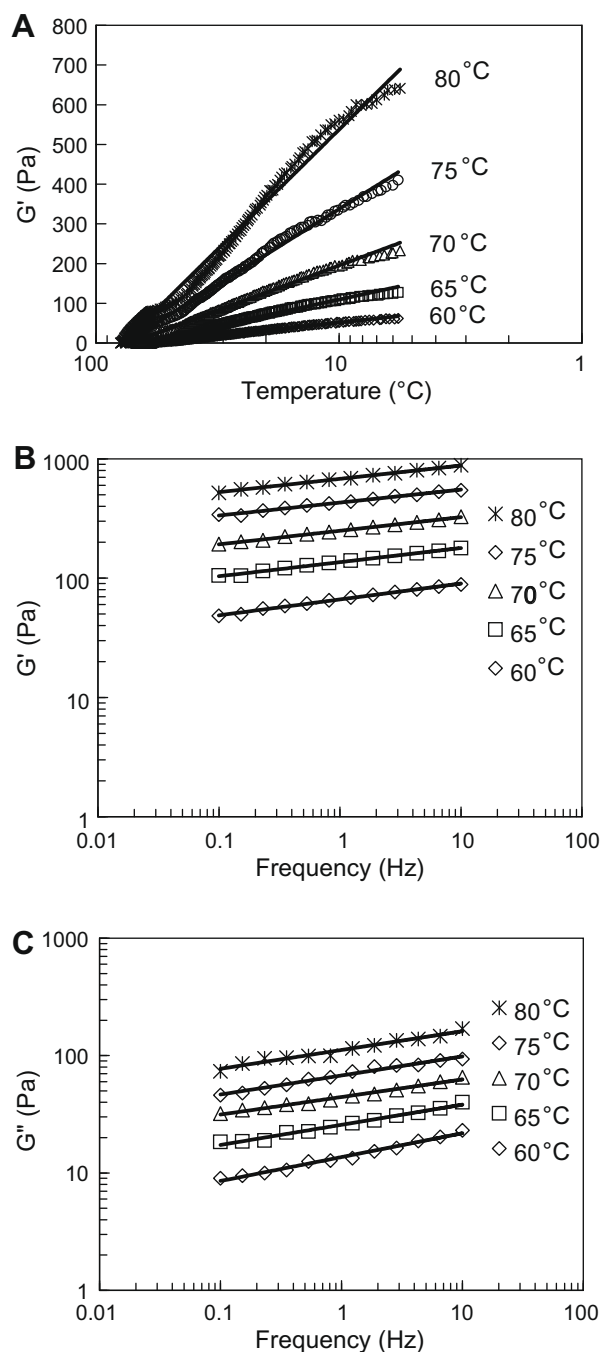 A
800
700
600
500
400
300
200
100
0
G' (Pa)
80°C
75°C
70°C
65°C
60°C
100
10
1
Temperature (°C)
B
1000
100
10
1
G' (Pa)
80°C
75°C
70°C
65°C
60°C
0.01
0.1
1
10
100
Frequency (Hz)
C
1000
100
10
1
G" (Pa)
80°C
75°C
70°C
65°C
60°C
0.01
0.1
1
10
100
Frequency (Hz)